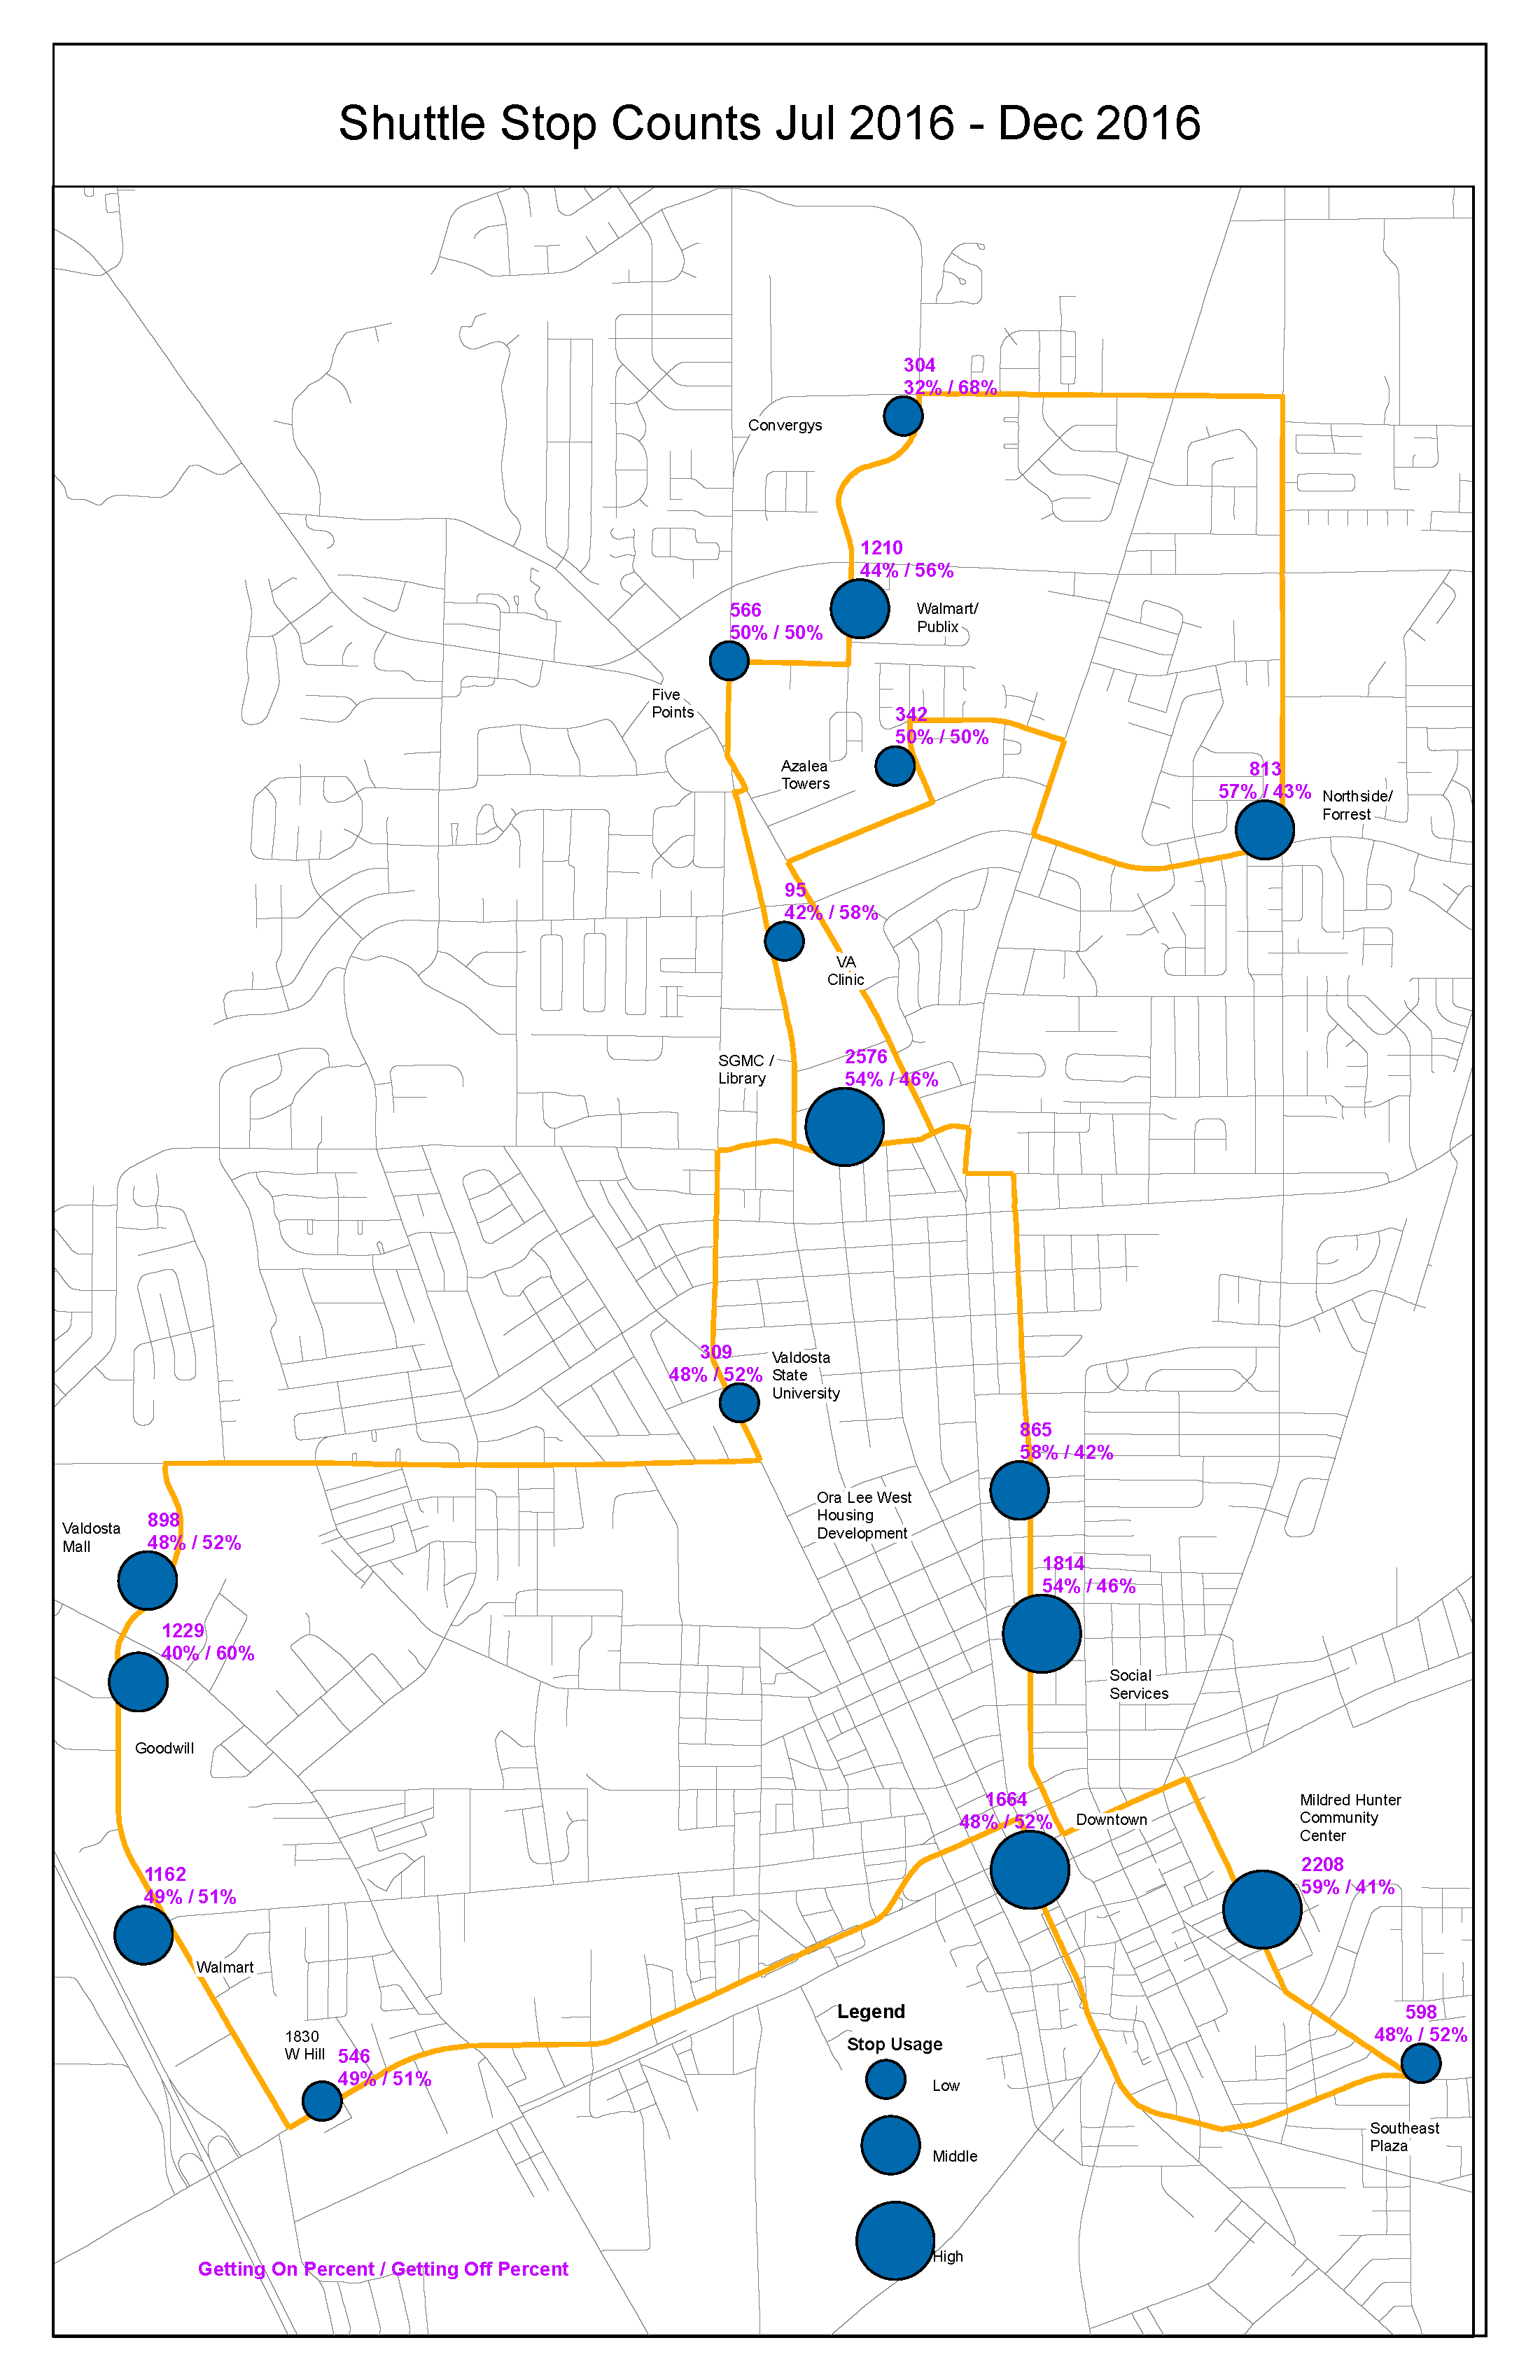 Shuttle Stop Counts Jul 2016 - Dec 2016
304
32% / 68%
Convergys
1210
44% / 56%
Walmart/
Publix
566
50% / 50%
Five
Points
342
50% / 50%
Azalea
Towers
813
57% / 43%
Northside/
Forrest
95
42% / 58%
VA
Clinic
SGMC /
Library
2576
54% / 46%
309
48% / 52%
Valdosta
State
University
865
58% / 42%
Ora Lee West
Housing
Development
Valdosta
Mall
898
48% / 52%
1814
54% / 46%
1229
40% / 60%
Social
Services
Goodwill
1664
48% / 52%
Downtown
Mildred Hunter
Community
Center
2208
59% / 41%
1162
49% / 51%
Walmart
598
48% / 52%
1830
W Hill
546
49% / 51%
Southeast
Plaza
Legend
Stop Usage
Low
Middle
High
Getting On Percent / Getting Off Percent